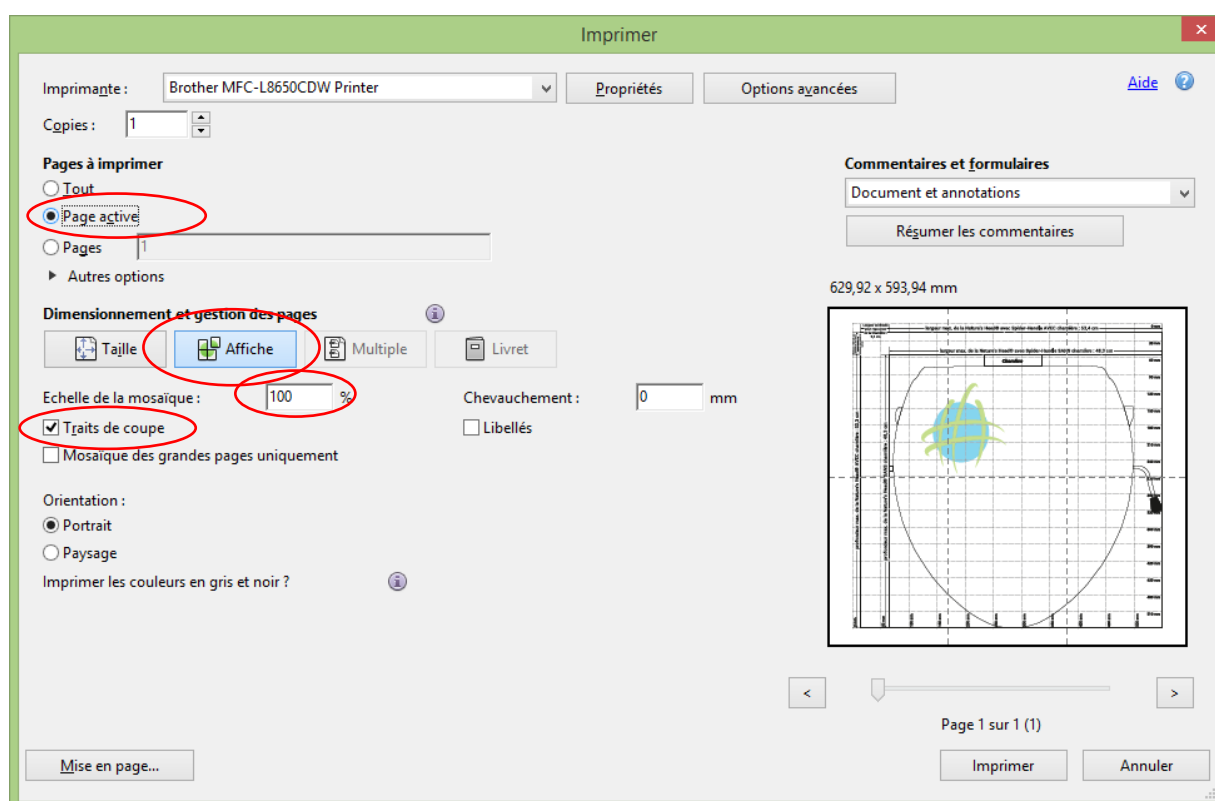 Imprimer
Imprimante : Brother MFC-L8650CDW Printer Propriétés Options avancées Aide
Copies : 1
Pages à imprimer Commentaires et formulaires
Tout Document et annotations
Page active
Pages 1 Résumer les commentaires
Autres options
629,92 x 593,94 mm
Dimensionnement et gestion des pages
Taille Affiche Multiple Livret
Echelle de la mosaïque : 100 % Chevauchement : 0 mm
Traits de coupe Libellés
Mosaïque des grandes pages uniquement
Orientation :
Portrait
Paysage
Imprimer les couleurs en gris et noir ?
Charnière
< >
Page 1 sur 1 (1)
Mise en page... Imprimer Annuler